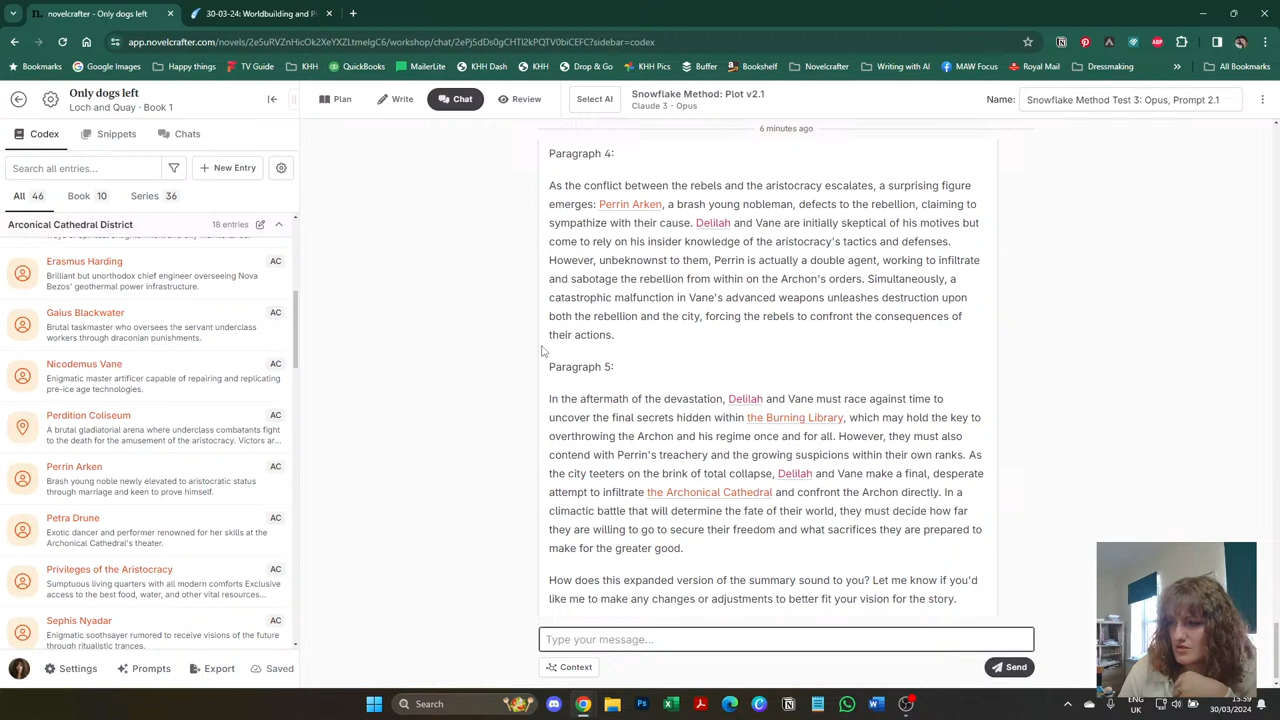 novelcrafter - Only dogs left
30-03-24: Worldbuilding and P
app.novelcrafter.com/novels/2e5uRVZnHicOk2XeYXZLtmelgC6/workshop/chat/2ePj5dDs0gCHTl2kPQTV0biCEFC?sidebar=codex
Bookmarks Google Images Happy things TV Guide KHH QuickBooks MailerLite KHH Dash Drop & Go KHH Pics Buffer Bookshelf NovelCrafter Writing with AI MAW Focus All Bookmarks
Only dogs left
Loch and Quay · Book 1
Plan Write Chat Review
Select AI
Snowflake Method: Plot v2.1
Claude 3 - Opus
Name: Snowflake Method Test 3: Opus, Prompt 2.1
Codex Snippets Chats
Search all entries... + New Entry
All 46 Book 10 Series 36
Arconical Cathedral District 18 entries
Erasmus Harding AC
Brilliant but unorthodox chief engineer overseeing Nova
Bezos' geothermal power infrastructure.
Gaius Blackwater AC
Brutal taskmaster who oversees the servant underclass
workers through draconian punishments.
Nicodemus Vane AC
Enigmatic master artificer capable of repairing and replicating
pre-ice age technologies.
Perdition Coliseum AC
A brutal gladiatorial arena where underclass combatants fight
to the death for the amusement of the aristocracy. Victors ar...
Perrin Arken AC
Brash young noble newly elevated to aristocratic status
through marriage and keen to prove himself.
Petra Drune AC
Exotic dancer and performer renowned for her skills at the
Archonical Cathedral's theater.
Privileges of the Aristocracy AC
Sumptuous living quarters with all modern comforts Exclusive
access to the best food, water, and other vital resources...
Sephis Nyadar AC
Enigmatic soothsayer rumored to receive visions of the future
through ritualistic trances.
Settings Prompts Export Saved
6 minutes ago
Paragraph 4:
As the conflict between the rebels and the aristocracy escalates, a surprising figure
emerges: Perrin Arken, a brash young nobleman, defects to the rebellion, claiming to
sympathize with their cause. Delilah and Vane are initially skeptical of his motives but
come to rely on his insider knowledge of the aristocracy's tactics and defenses.
However, unbeknownst to them, Perrin is actually a double agent, working to infiltrate
and sabotage the rebellion from within on the Archon's orders. Simultaneously, a
catastrophic malfunction in Vane's advanced weapons unleashes destruction upon
both the rebellion and the city, forcing the rebels to confront the consequences of
their actions.
Paragraph 5:
In the aftermath of the devastation, Delilah and Vane must race against time to
uncover the final secrets hidden within the Burning Library, which may hold the key to
overthrowing the Archon and his regime once and for all. However, they must also
contend with Perrin's treachery and the growing suspicions within their own ranks. As
the city teeters on the brink of total collapse, Delilah and Vane make a final, desperate
attempt to infiltrate the Archonical Cathedral and confront the Archon directly. In a
climactic battle that will determine the fate of their world, they must decide how far
they are willing to go to secure their freedom and what sacrifices they are prepared to
make for the greater good.
How does this expanded version of the summary sound to you? Let me know if you'd
like me to make any changes or adjustments to better fit your vision for the story.
Type your message...
Context
Send
Search
ENG
UK
15:59
30/03/2024